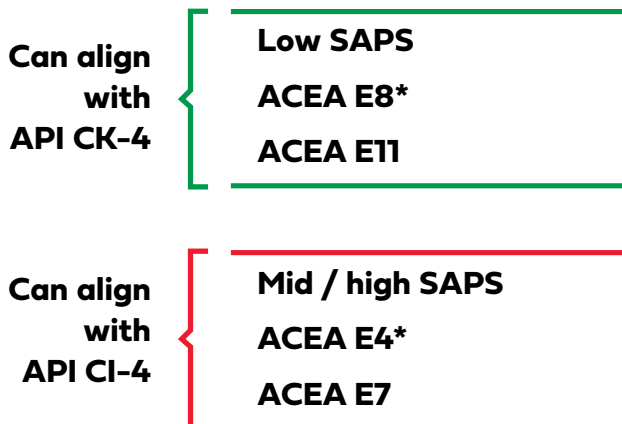 Can align
with
API CK-4
Low SAPS
ACEA E8*
ACEA E11
Can align
with
API CI-4
Mid / high SAPS
ACEA E4*
ACEA E7